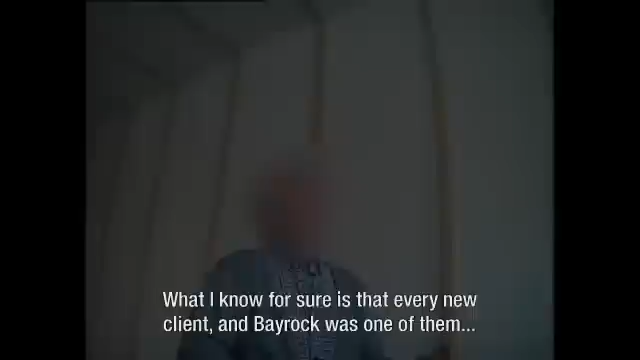 What I know for sure is that every new
client, and Bayrock was one of them...